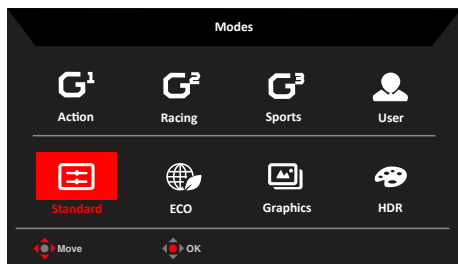 Modes
G¹ G² G³
Action Racing Sports User
Standard ECO Graphics HDR
Move OK